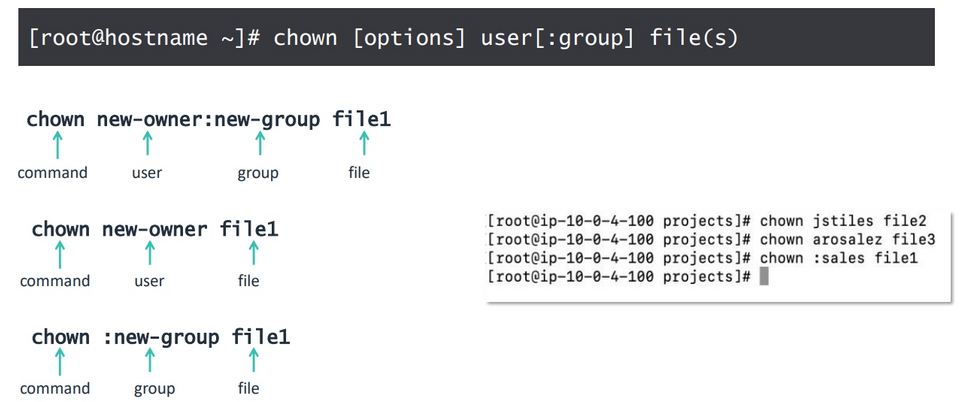 [root@hostname ~]# chown [options] user[:group] file(s)
chown new-owner:new-group file1
command user group file
chown new-owner file1
command user file
chown :new-group file1
command group file
[root@ip-10-0-4-100 projects]# chown jstiles file2
[root@ip-10-0-4-100 projects]# chown arosalez file3
[root@ip-10-0-4-100 projects]# chown :sales file1
[root@ip-10-0-4-100 projects]#